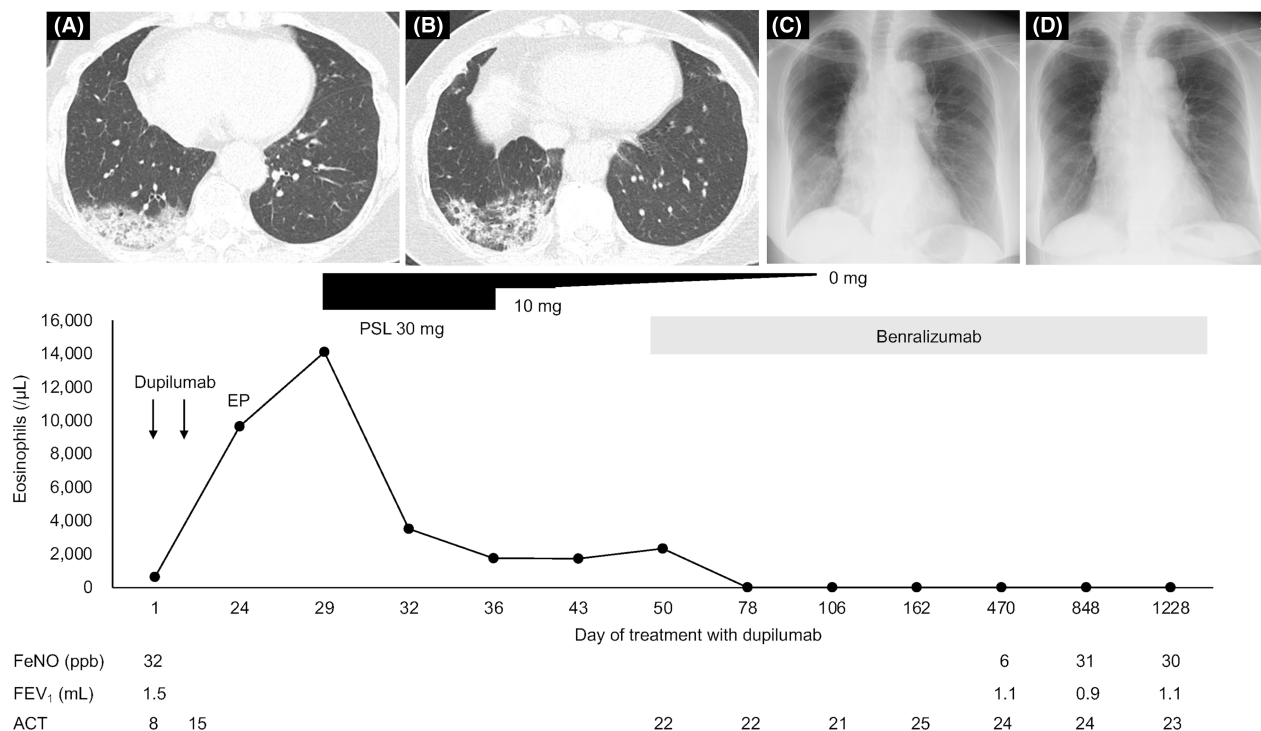 (A) (B) (C) (D)
0 mg
10 mg
PSL 30 mg
Benralizumab
Dupilumab
EP
Eosinophils (/μL)
16,000
14,000
12,000
10,000
8,000
6,000
4,000
2,000
0
1 24 29 32 36 43 50 78 106 162 470 848 1228
Day of treatment with dupilumab
FeNO (ppb) 32 6 31 30
FEV1 (mL) 1.5 1.1 0.9 1.1
ACT 8 15 22 22 21 25 24 24 23